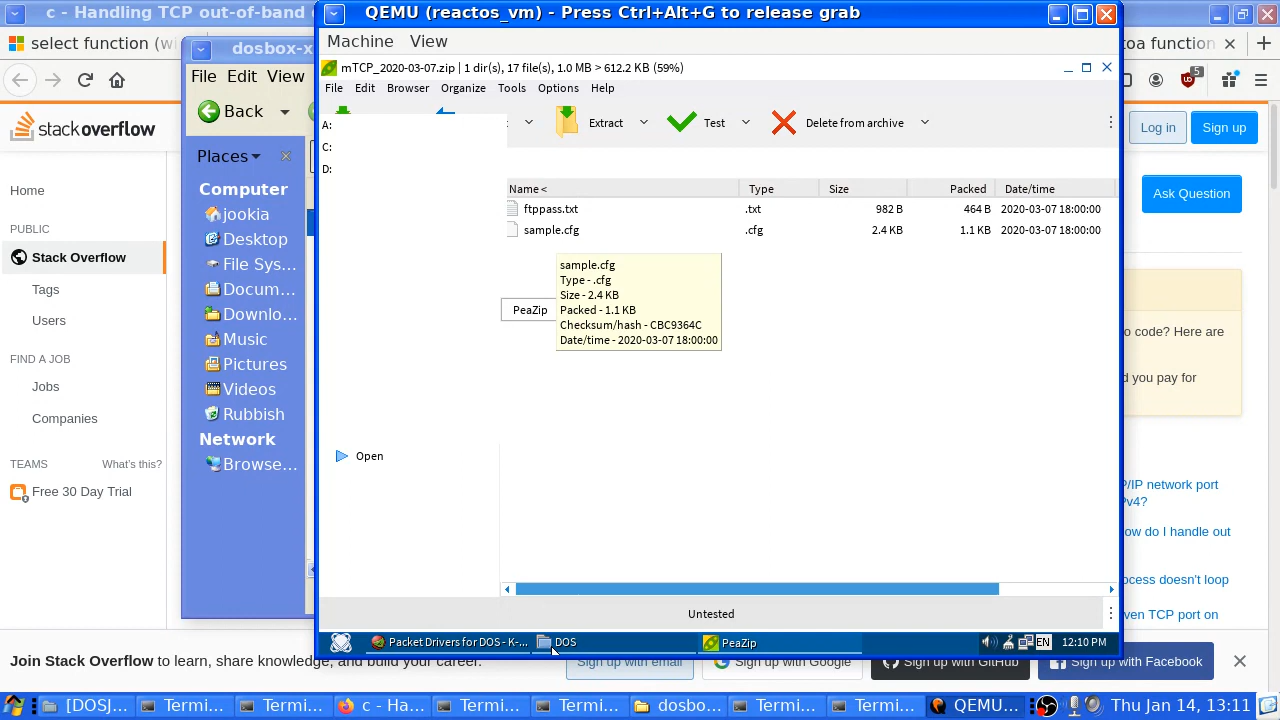 c - Handling TCP out-of-band
QEMU (reactos_vm) - Press Ctrl+Alt+G to release grab
select function (wi
Machine View
toa function
dosbox-x
File Edit View
mTCP_2020-03-07.zip | 1 dir(s), 17 file(s), 1.0 MB > 612.2 KB (59%)
File Edit Browser Organize Tools Options Help
5
Back
Extract
Test
Delete from archive
stackoverflow
Log in
Sign up
A:
C:
D:
Places
Computer
jookia
Desktop
File Sys...
Docum...
Downlo...
Music
Pictures
Videos
Rubbish
Network
Browse...
Home
PUBLIC
Stack Overflow
Tags
Users
FIND A JOB
Jobs
Companies
TEAMS
What's this?
Free 30 Day Trial
Name < Type Size Packed Date/time
ftppass.txt .txt 982 B 464 B 2020-03-07 18:00:00
sample.cfg .cfg 2.4 KB 1.1 KB 2020-03-07 18:00:00
sample.cfg
Type - .cfg
Size - 2.4 KB
Packed - 1.1 KB
Checksum/hash - CBC9364C
Date/time - 2020-03-07 18:00:00
PeaZip
Open
Untested
Ask Question
o code? Here are
d you pay for
P/IP network port
Pv4?
ow do I handle out
ocess doesn't loop
ven TCP port on
Packet Drivers for DOS - K-...
DOS
PeaZip
EN
12:10 PM
Join Stack Overflow to learn, share knowledge, and build your career.
Sign up with email
Sign up with Google
Sign up with GitHub
Sign up with Facebook
[DOSJ...
Termi...
Termi...
c - Ha...
Termi...
Termi...
dosbo...
Termi...
Termi...
QEMU...
Thu Jan 14, 13:11